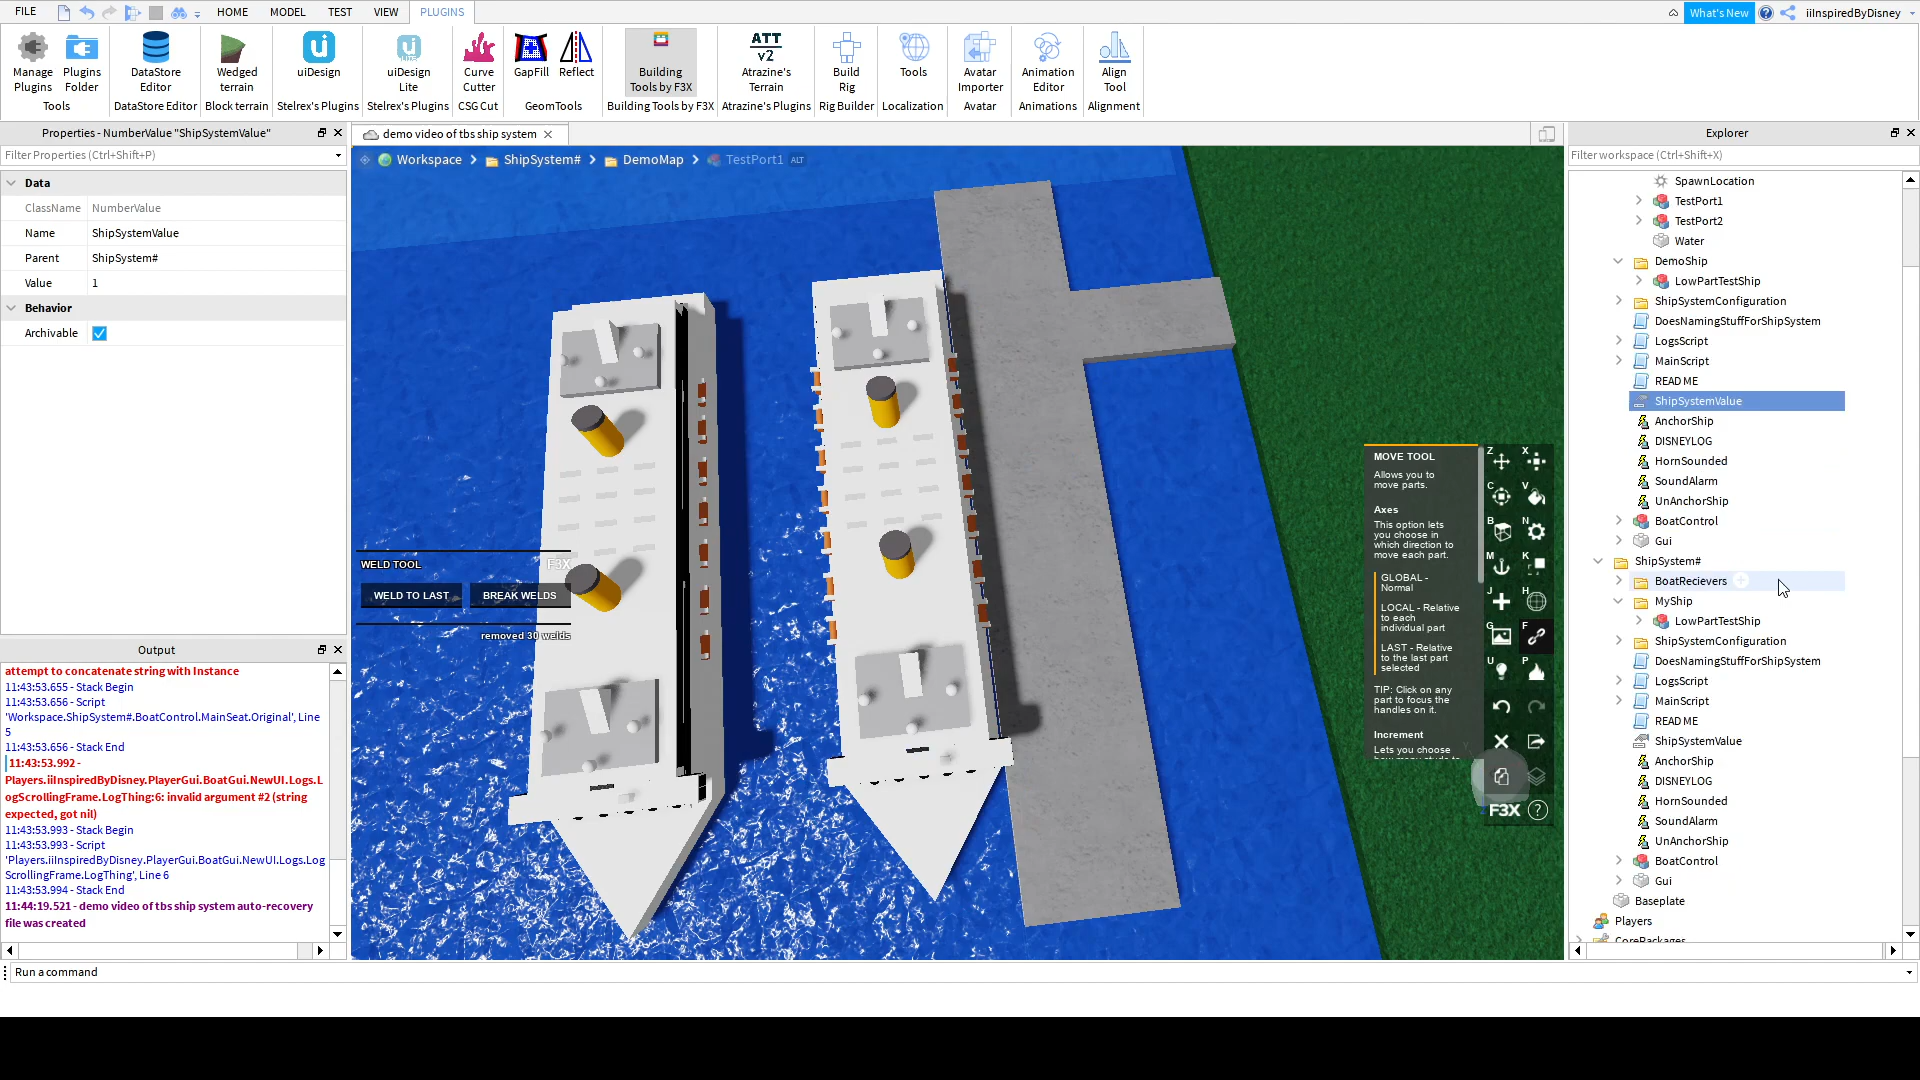 FILE
HOME
MODEL
TEST
VIEW
PLUGINS
What's New
iiInspiredByDisney
Manage Plugins
Plugins Folder
Tools
DataStore Editor
DataStore Editor
Wedged terrain
Block terrain
uiDesign
Stelrex's Plugins
uiDesign Lite
Stelrex's Plugins
Curve Cutter
CSG Cut
GapFill
Reflect
GeomTools
Building Tools by F3X
Building Tools by F3X
ATT v2
Atrazine's Terrain
Atrazine's Plugins
Build Rig
Rig Builder
Tools
Localization
Avatar Importer
Avatar
Animation Editor
Animations
Align Tool
Alignment
Properties - NumberValue "ShipSystemValue"
Filter Properties (Ctrl+Shift+P)
Data
ClassName NumberValue
Name ShipSystemValue
Parent ShipSystem#
Value 1
Behavior
Archivable
Output
attempt to concatenate string with Instance
11:43:53.655 - Stack Begin
11:43:53.656 - Script
'Workspace.ShipSystem#.BoatControl.MainSeat.Original', Line
5
11:43:53.656 - Stack End
11:43:53.992 -
Players.iiInspiredByDisney.PlayerGui.BoatGui.NewUI.Logs.L
ogScrollingFrame.LogThing:6: invalid argument #2 (string
expected, got nil)
11:43:53.993 - Stack Begin
11:43:53.993 - Script
'Players.iiInspiredByDisney.PlayerGui.BoatGui.NewUI.Logs.Log
ScrollingFrame.LogThing', Line 6
11:43:53.994 - Stack End
11:44:19.521 - demo video of tbs ship system auto-recovery
file was created
Run a command
demo video of tbs ship system
Workspace
ShipSystem#
DemoMap
TestPort1 ALT
WELD TOOL F3X
WELD TO LAST
BREAK WELDS
removed 30 welds
MOVE TOOL
Allows you to
move parts.
Axes
This option lets
you choose in
which direction to
move each part.
GLOBAL -
Normal
LOCAL - Relative
to each
individual part
LAST - Relative
to the last part
selected
TIP: Click on any
part to focus the
handles on it.
Increment
Lets you choose
Z X
C V
B N
M K
J H
G F
U P
F3X ?
Explorer
Filter workspace (Ctrl+Shift+X)
SpawnLocation
TestPort1
TestPort2
Water
DemoShip
LowPartTestShip
ShipSystemConfiguration
DoesNamingStuffForShipSystem
LogsScript
MainScript
READ ME
ShipSystemValue
AnchorShip
DISNEYLOG
HornSounded
SoundAlarm
UnAnchorShip
BoatControl
Gui
ShipSystem#
BoatRecievers
MyShip
LowPartTestShip
ShipSystemConfiguration
DoesNamingStuffForShipSystem
LogsScript
MainScript
READ ME
ShipSystemValue
AnchorShip
DISNEYLOG
HornSounded
SoundAlarm
UnAnchorShip
BoatControl
Gui
Baseplate
Players
CorePackages